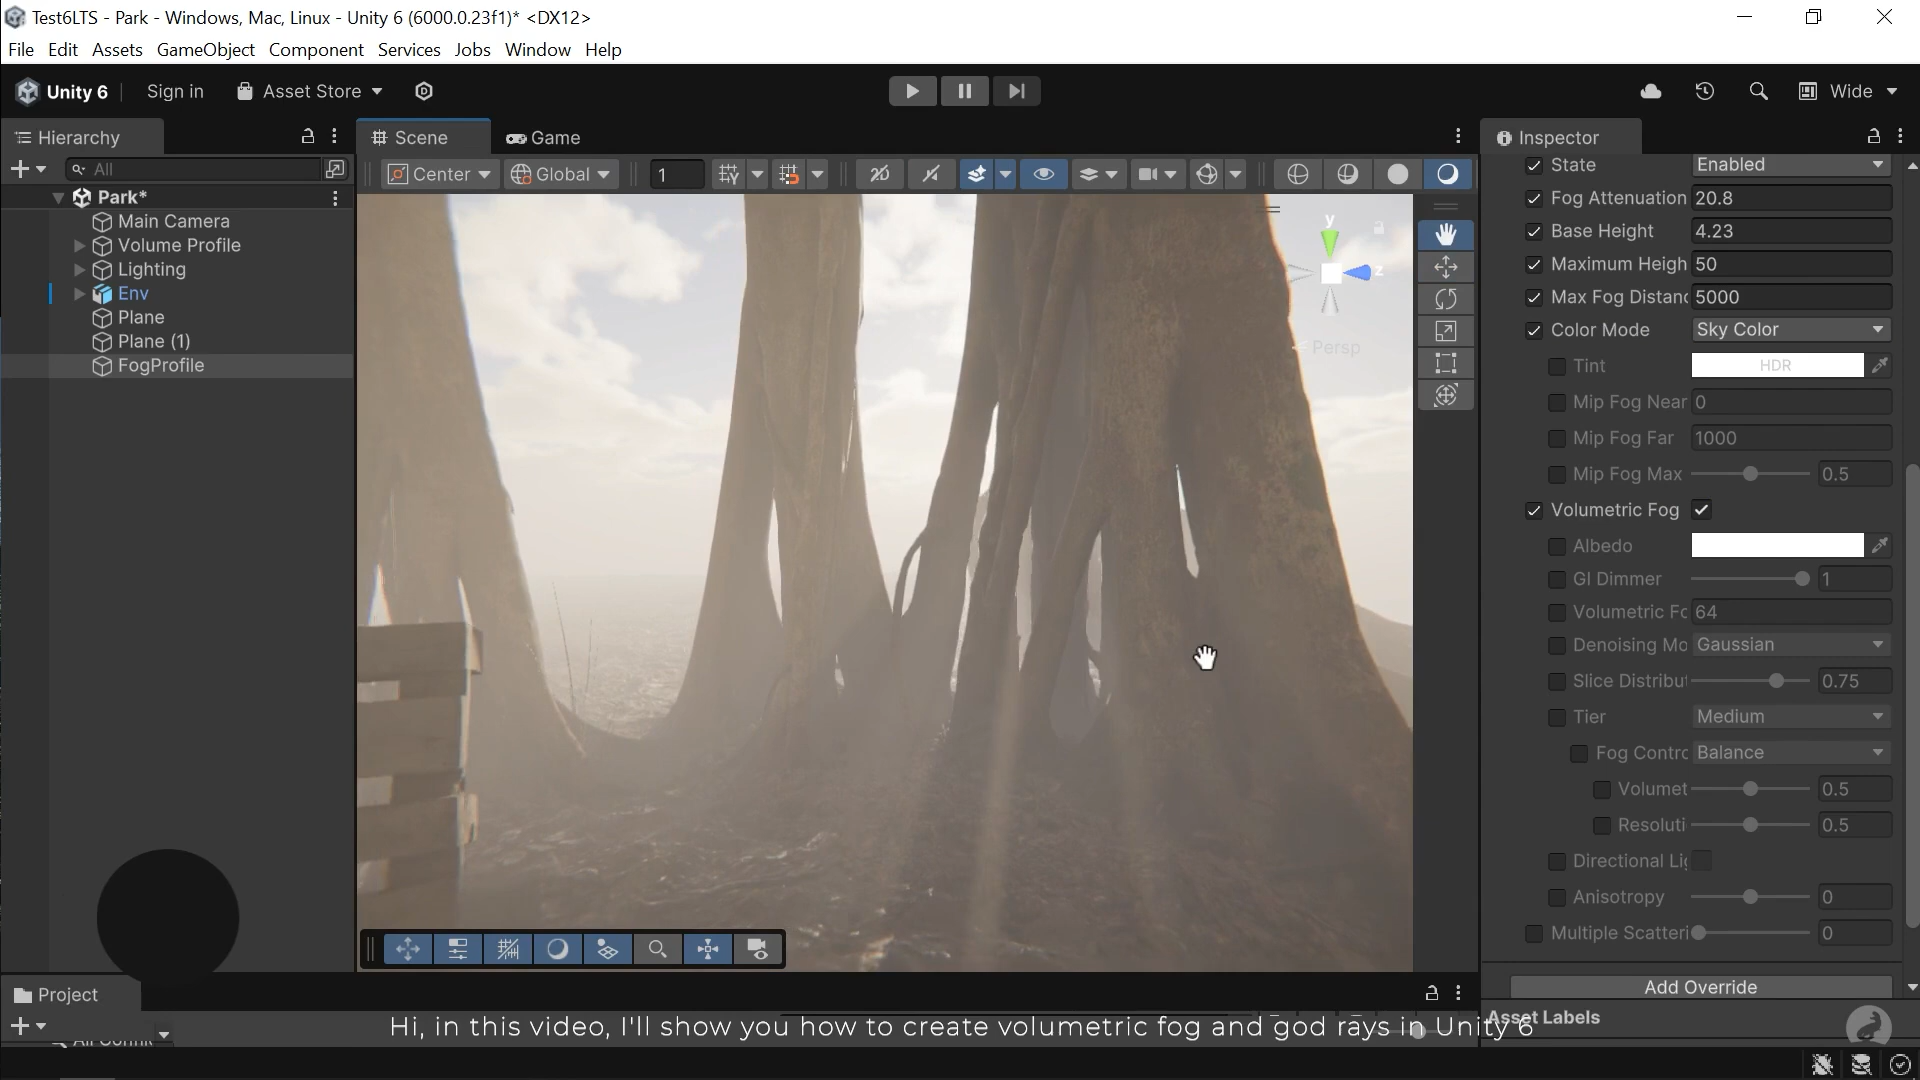 Test6LTS - Park - Windows, Mac, Linux - Unity 6 (6000.0.23f1)* <DX12>
File Edit Assets GameObject Component Services Jobs Window Help
Unity 6 Sign in Asset Store Wide
Hierarchy
All
Park*
Main Camera
Volume Profile
Lighting
Env
Plane
Plane (1)
FogProfile
Scene Game
Center Global 1
y
z
Persp
Inspector
State Enabled
Fog Attenuation 20.8
Base Height 4.23
Maximum Heigh 50
Max Fog Distanc 5000
Color Mode Sky Color
Tint HDR
Mip Fog Near 0
Mip Fog Far 1000
Mip Fog Max 0.5
Volumetric Fog
Albedo
GI Dimmer 1
Volumetric Fc 64
Denoising Mo Gaussian
Slice Distribut 0.75
Tier Medium
Fog Contrc Balance
Volumet 0.5
Resoluti 0.5
Directional Lig
Anisotropy 0
Multiple Scatteri 0
Add Override
Asset Labels
Project
Hi, in this video, I'll show you how to create volumetric fog and god rays in Unity 6